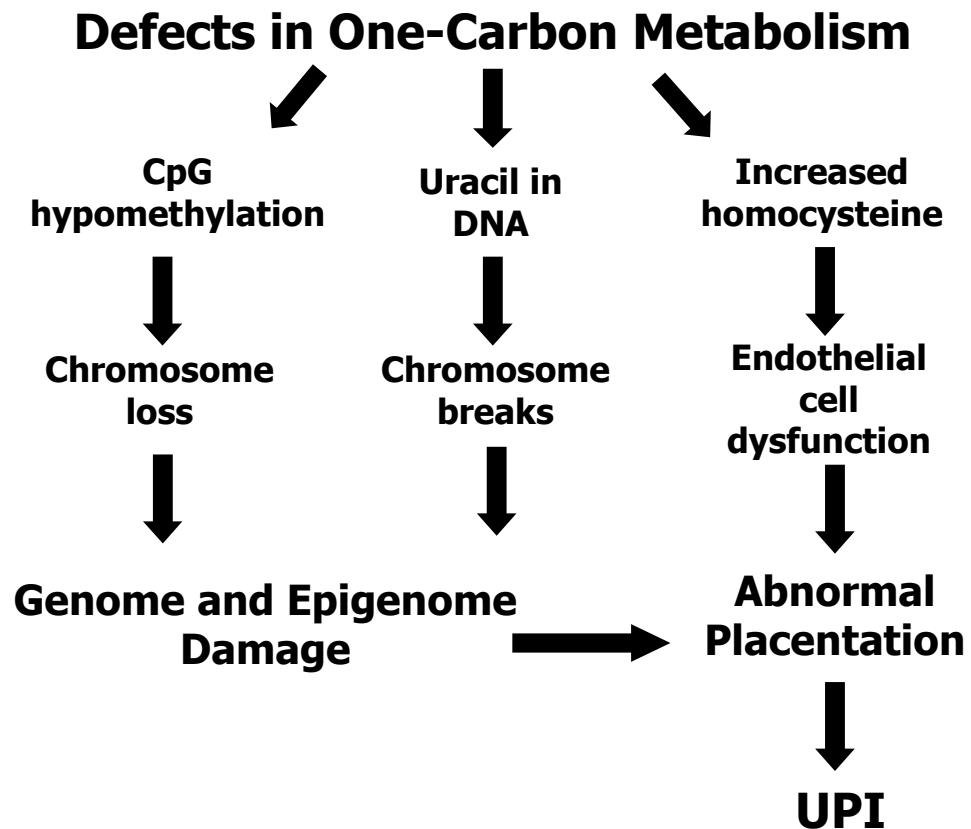 Defects in One-Carbon Metabolism
CpG
hypomethylation
Uracil in
DNA
Increased
homocysteine
Chromosome
loss
Chromosome
breaks
Endothelial
cell
dysfunction
Genome and Epigenome
Damage
Abnormal
Placentation
UPI